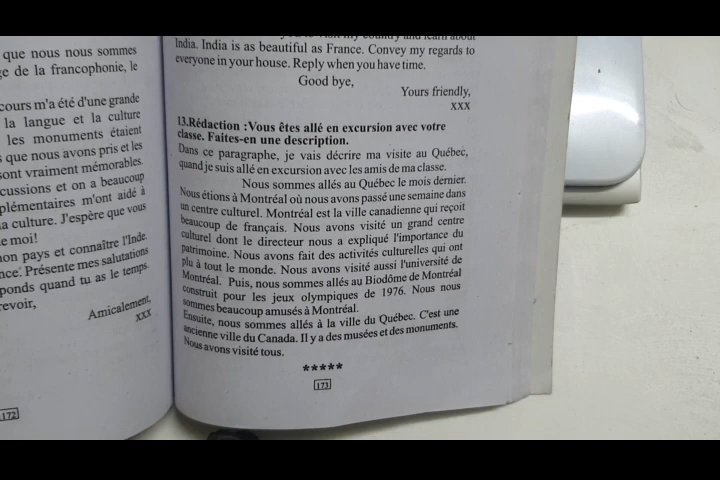 que nous nous sommes
de la francophonie, le
cours m'a été d'une grande
la langue et la culture
les monuments étaient
que nous avons pris et les
sont vraiment mémorables.
cussions et on a beaucoup
plémentaires m'ont aidé à
la culture. J'espère que vous
e moi!
mon pays et connaître l'Inde.
nce. Présente mes salutations
ponds quand tu as le temps.
revoir,
Amicalement,
xxx
172
to visit my country and learn about
India. India is as beautiful as France. Convey my regards to
everyone in your house. Reply when you have time.
Good bye,
Yours friendly,
XXX
13.Rédaction :Vous êtes allé en excursion avec votre
classe. Faites-en une description.
Dans ce paragraphe, je vais décrire ma visite au Québec,
quand je suis allé en excursion avec les amis de ma classe.
Nous sommes allés au Québec le mois dernier.
Nous étions à Montréal où nous avons passé une semaine dans
un centre culturel. Montréal est la ville canadienne qui reçoit
beaucoup de français. Nous avons visité un grand centre
culturel dont le directeur nous a expliqué l'importance du
patrimoine. Nous avons fait des activités culturelles qui ont
plu à tout le monde. Nous avons visité aussi l'université de
Montréal. Puis, nous sommes allés au Biodôme de Montréal
construit pour les jeux olympiques de 1976. Nous nous
sommes beaucoup amusés à Montréal.
Ensuite, nous sommes allés à la ville du Québec. C'est une
ancienne ville du Canada. Il y a des musées et des monuments.
Nous avons visité tous.
*****
173